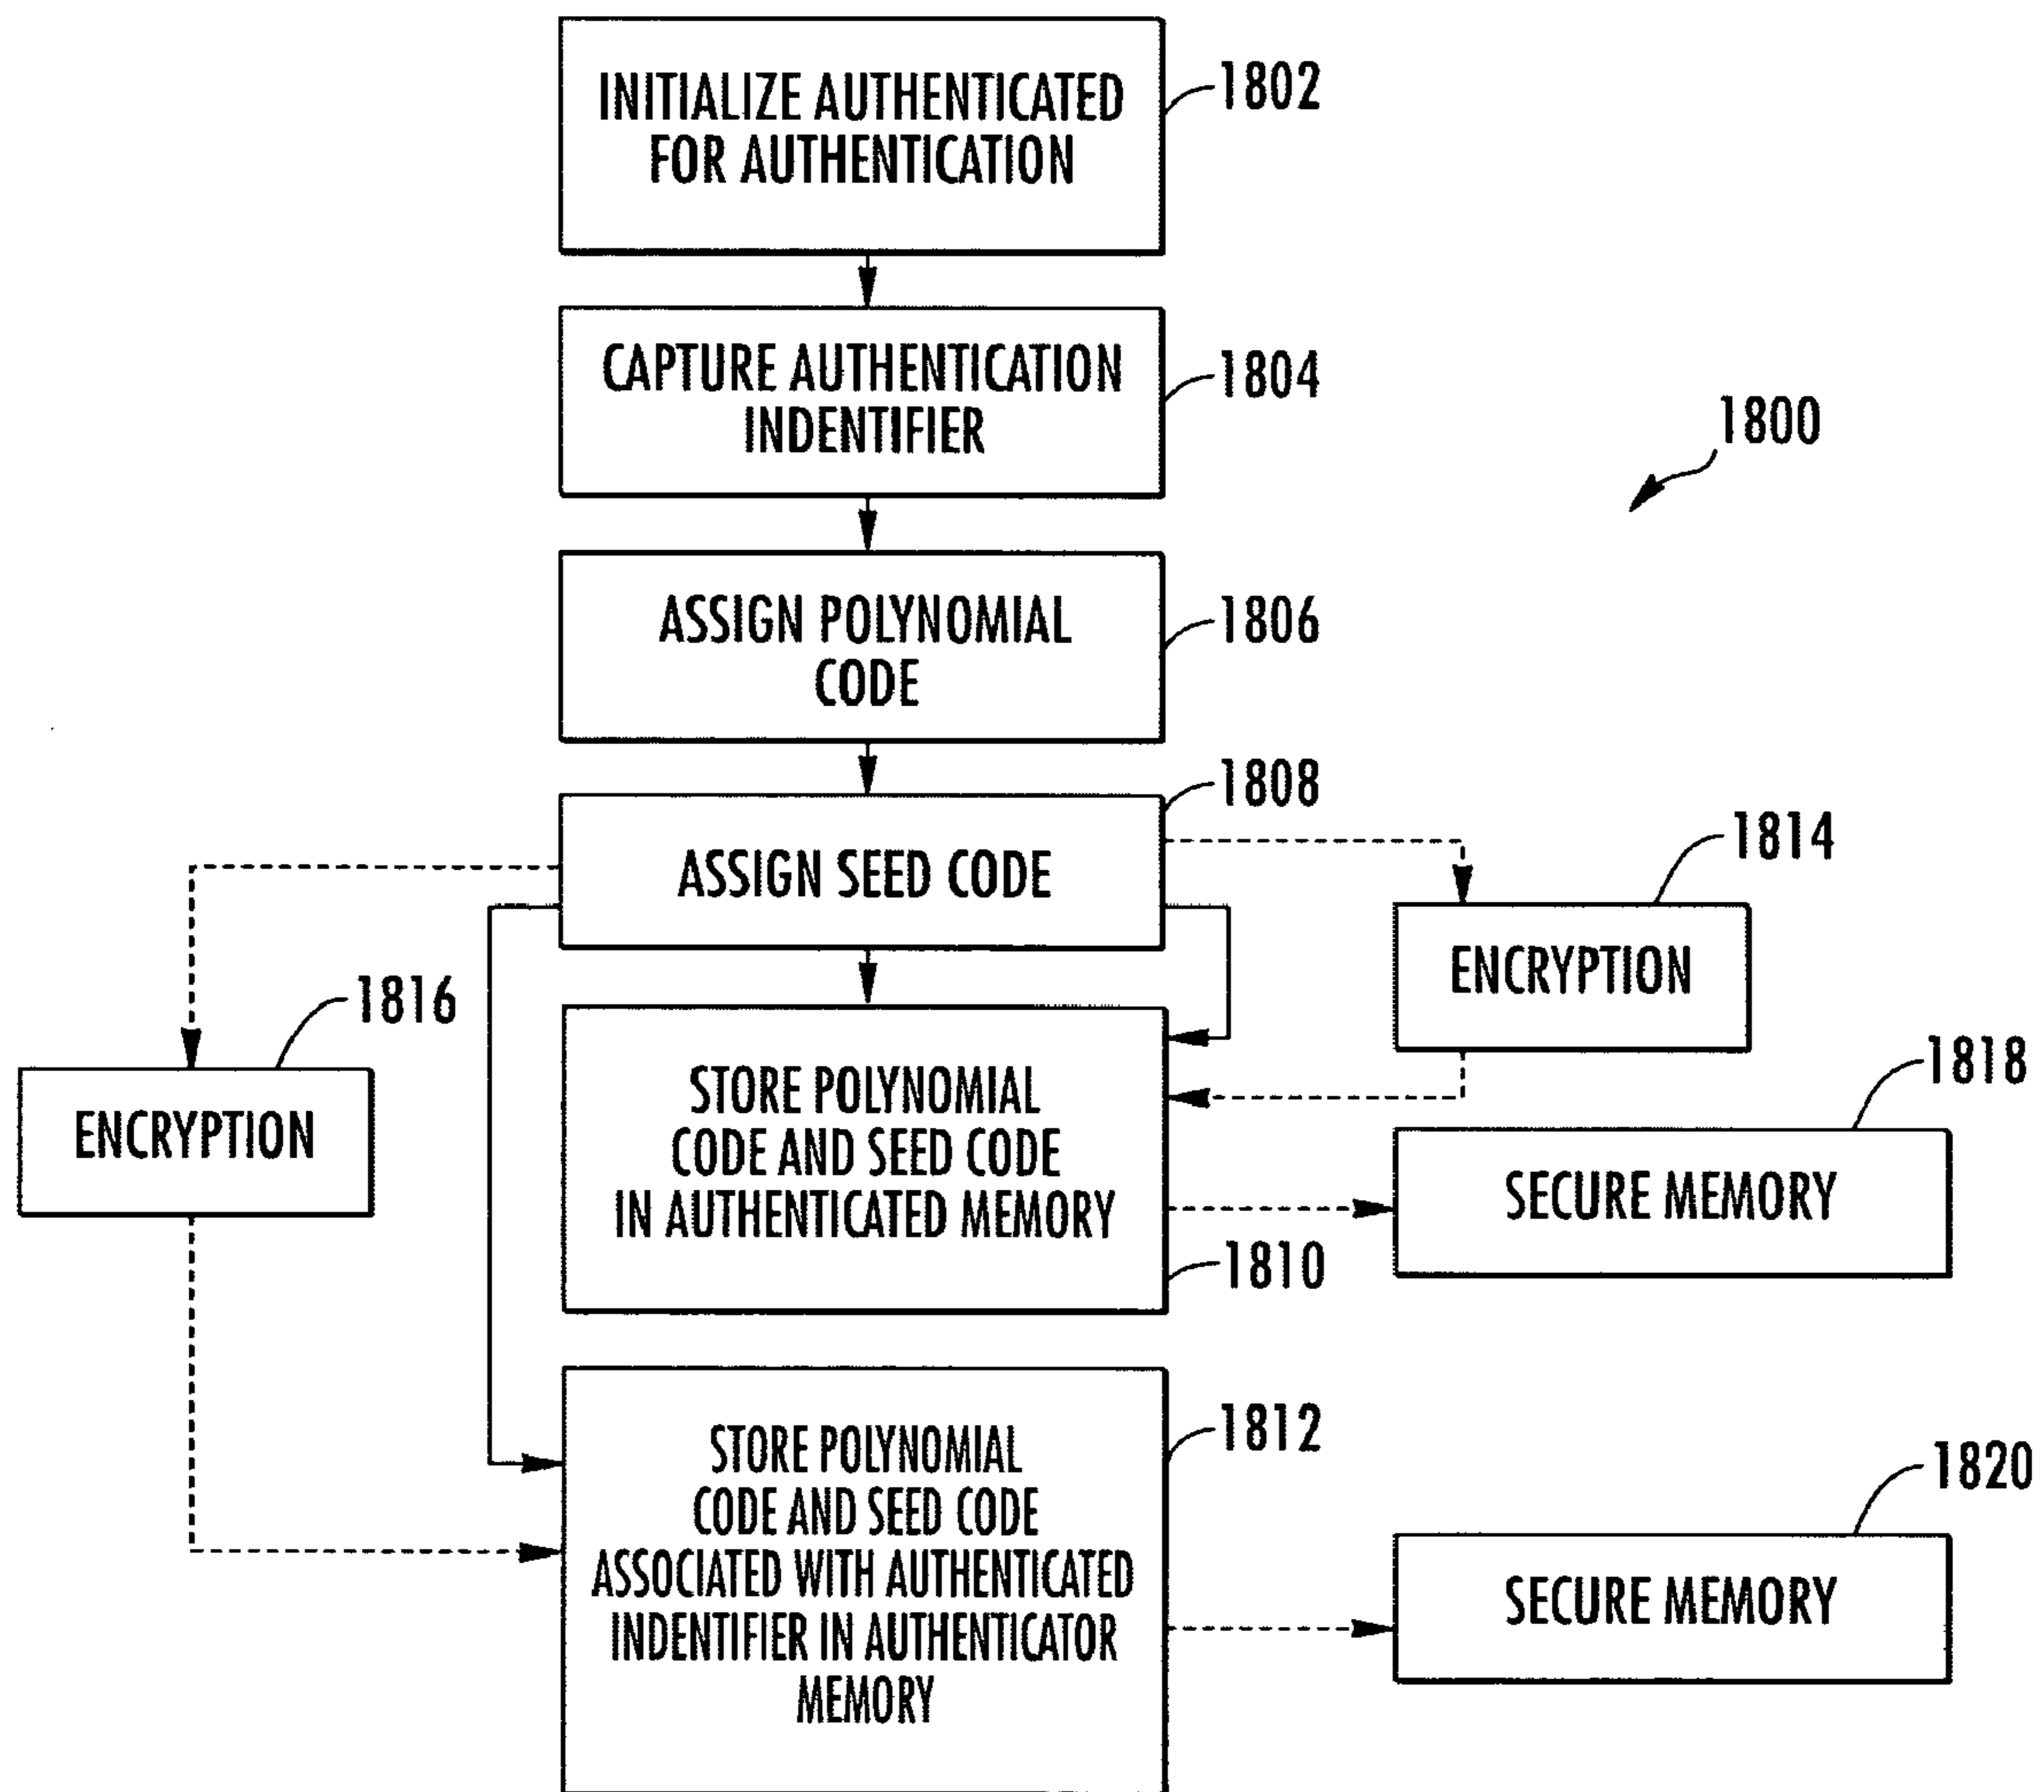 INITIALIZE AUTHENTICATED
FOR AUTHENTICATION
1802
CAPTURE AUTHENTICATION
INDENTIFIER
1804
1800
ASSIGN POLYNOMIAL
CODE
1806
ASSIGN SEED CODE
1808
1814
ENCRYPTION
1816
ENCRYPTION
STORE POLYNOMIAL
CODE AND SEED CODE
IN AUTHENTICATED MEMORY
1810
1818
SECURE MEMORY
STORE POLYNOMIAL
CODE AND SEED CODE
ASSOCIATED WITH AUTHENTICATED
INDENTIFIER IN AUTHENTICATOR
MEMORY
1812
1820
SECURE MEMORY